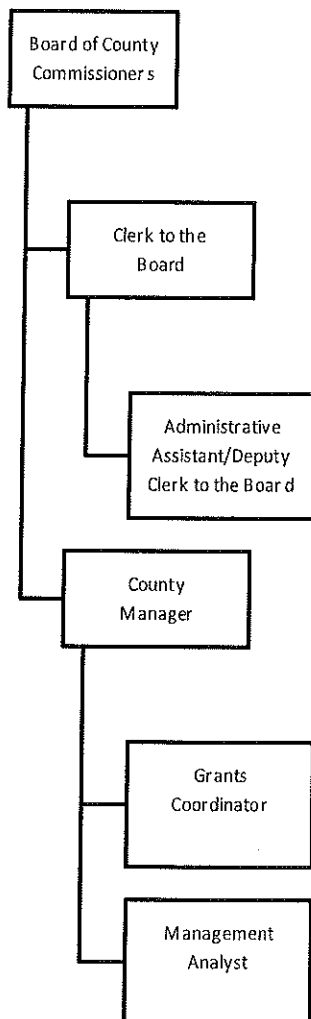 Board of County
Commissioners
Clerk to the
Board
Administrative
Assistant/Deputy
Clerk to the Board
County
Manager
Grants
Coordinator
Management
Analyst